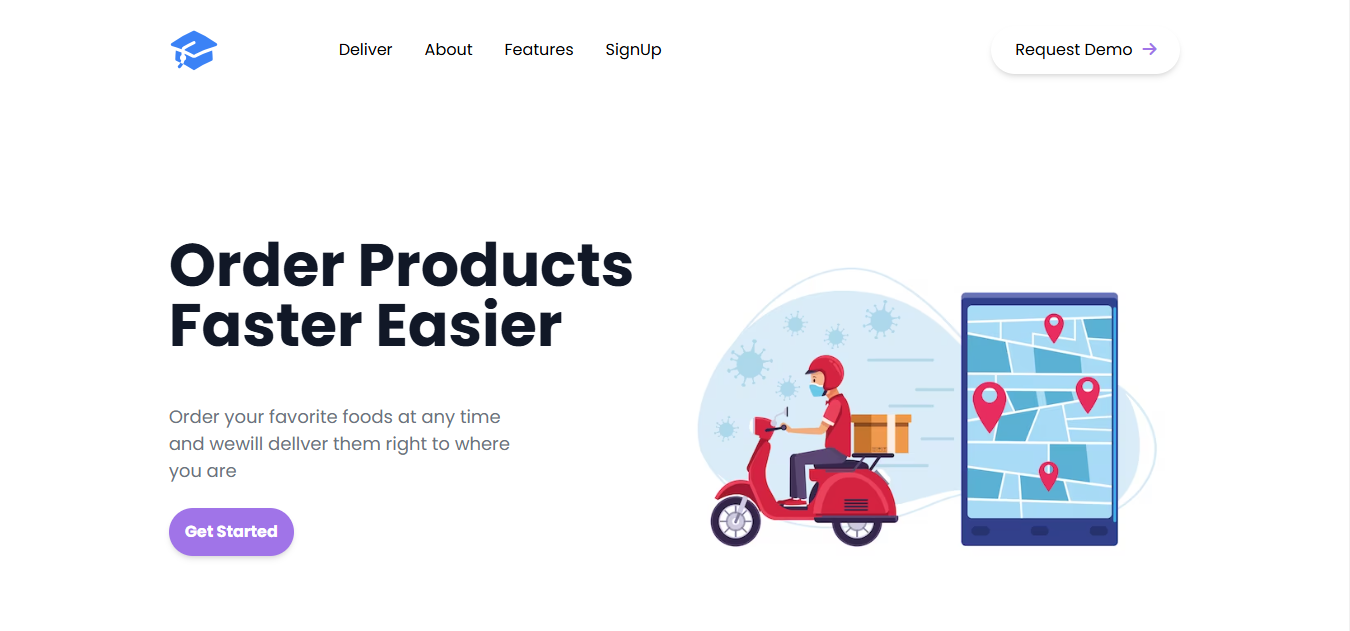 Deliver About Features SignUp Request Demo
Order Products
Faster Easier
Order your favorite foods at any time
and wewill dellver them right to where
you are
Get Started